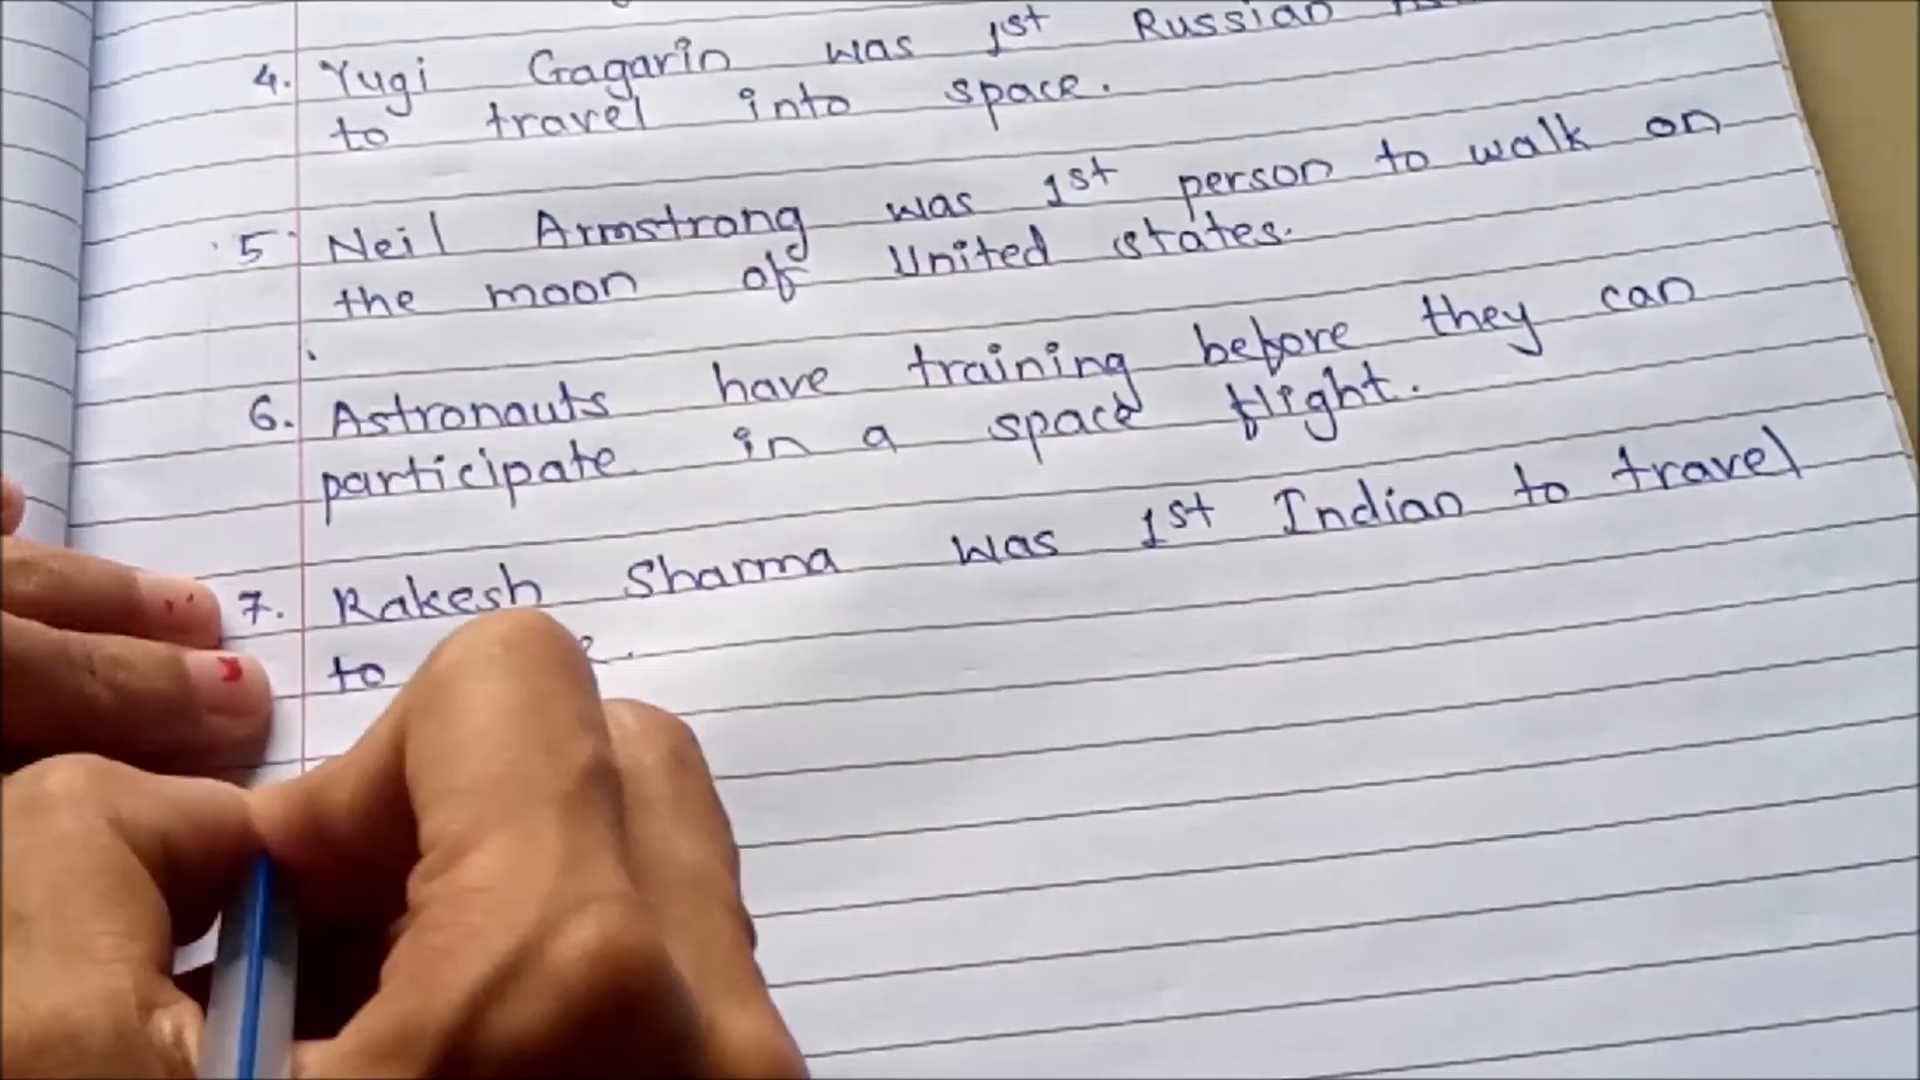 4. Yugi Gagarin was 1st Russian
to travel into space.
5 Neil Armstrong was 1st person to walk on
the moon of United states.
6. Astronauts have training before they can
participate in a space flight.
7. Rakesh Sharma was 1st Indian to travel
to